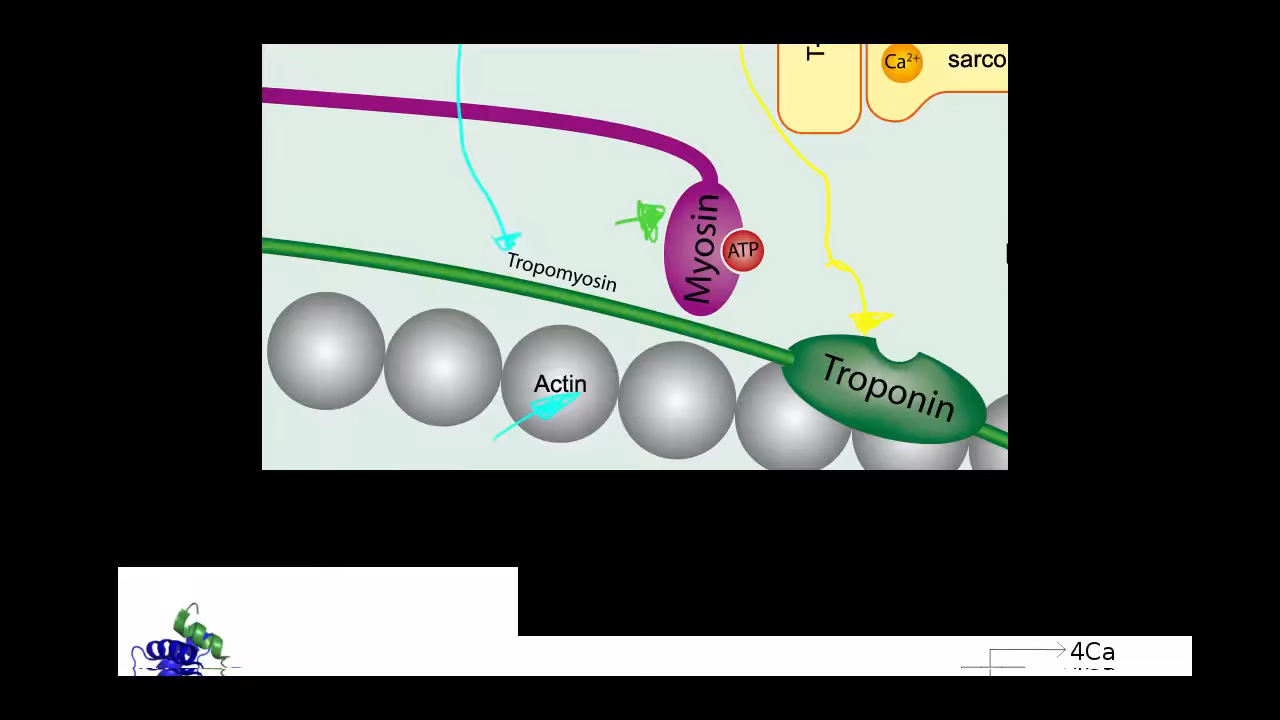 T-
Ca²⁺
sarco
Myosin
ATP
Tropomyosin
Actin
Troponin
4Ca